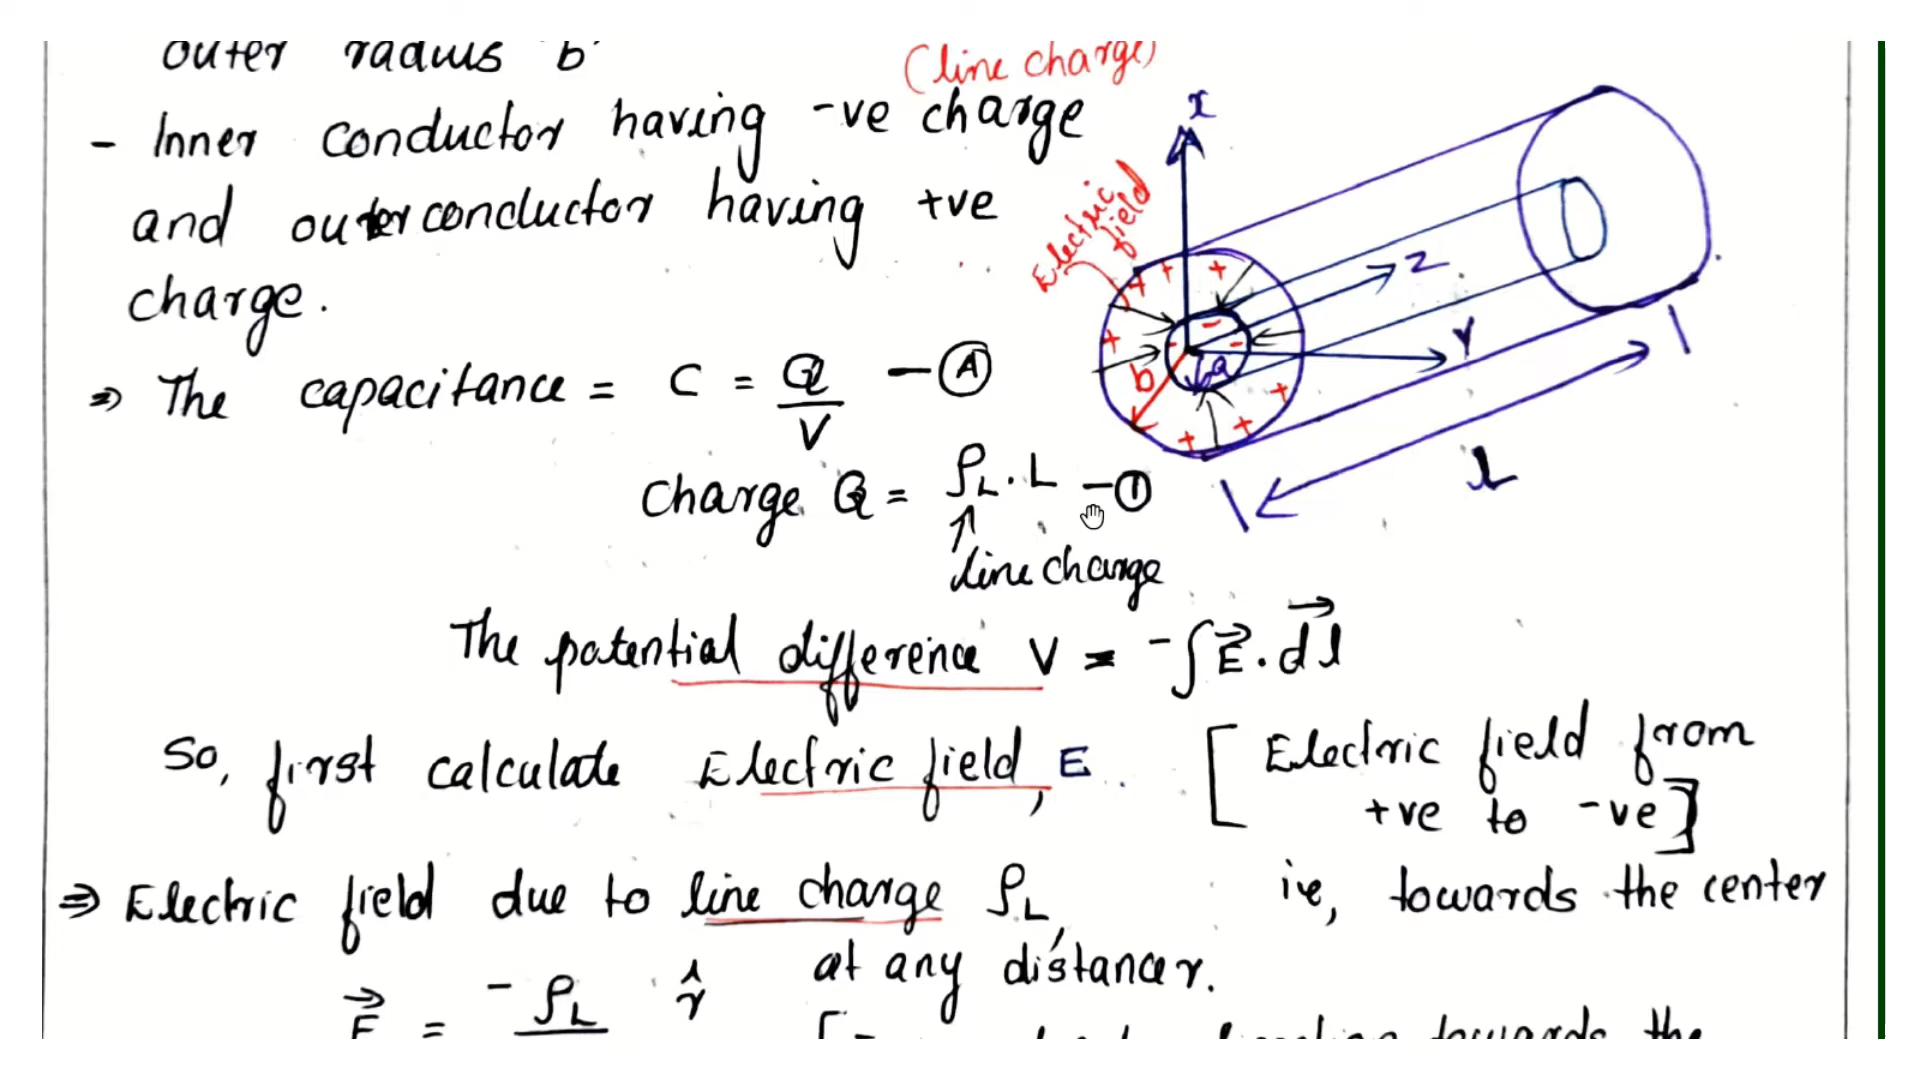 outer radius 'b'
(line charge)
- Inner conductor having -ve charge
and outer conductor having +ve
charge.
⇒ The capacitance = C = Q/V — Ⓐ
Charge Q = ρL . L — ①
↑
line charge
The potential difference V = -∫E⃗ . dl⃗
So, first calculate Electric field, E. [Electric field from
+ve to -ve]
ie, towards the center
⇒ Electric field due to line charge ρL,
at any distance r.
E⃗ = -ρL r̂
towards the
x
Electric
field
z
Y
b
a
L